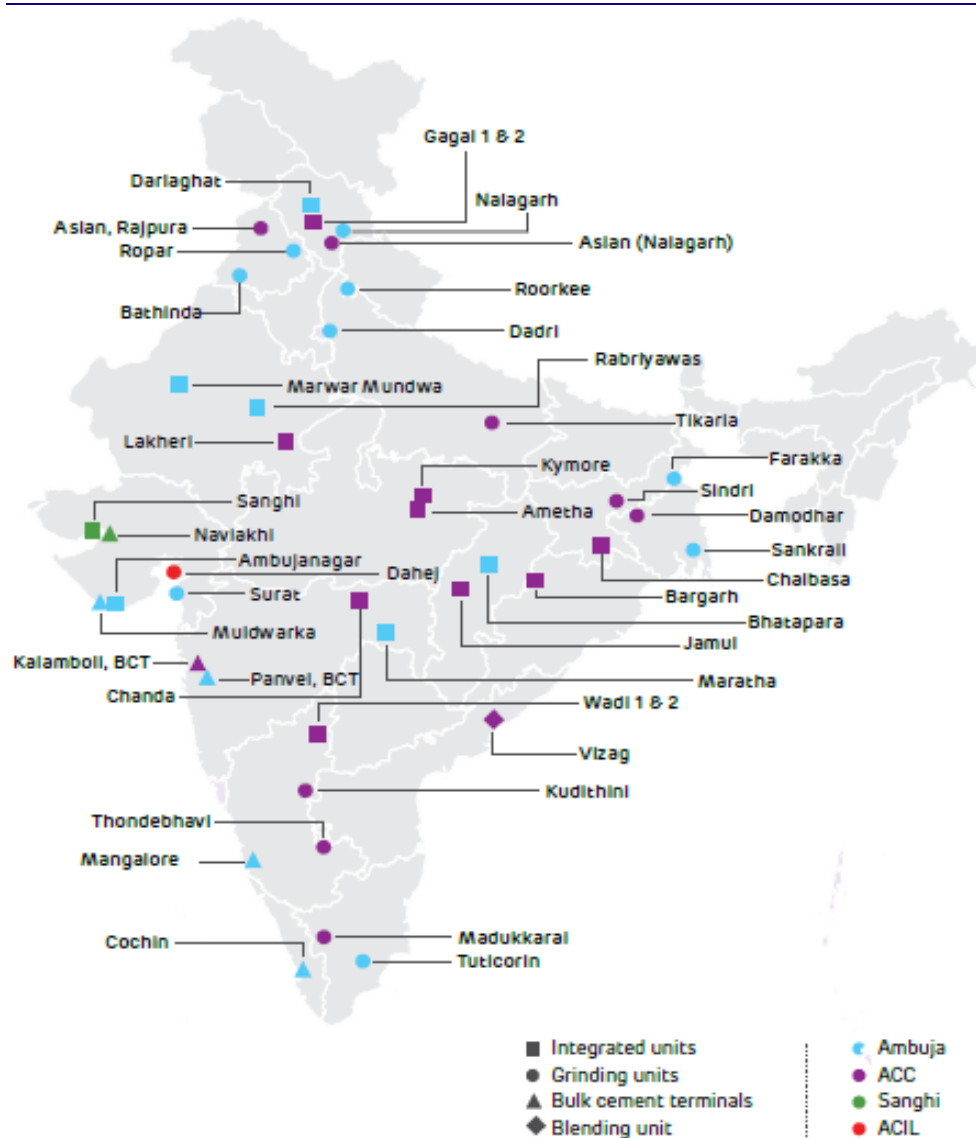 Gagal 1 & 2
Darlaghat
Nalagarh
Asian, Rajpura
Asian (Nalagarh)
Ropar
Roorkee
Bathinda
Dadri
Rabriyawas
Marwar Mundwa
Tikaria
Lakheri
Farakka
Kymore
Sindri
Sanghi
Ametha
Damodhar
Navlakhi
Sankrail
Ambujanagar
Dahej
Chaibasa
Surat
Bargarh
Bhatapara
Muldwarka
Jamul
Kalamboli, BCT
Panvel, BCT
Maratha
Chanda
Wadi 1 & 2
Vizag
Kudithini
Thondebhavi
Mangalore
Madukkarai
Cochin
Tuticorin
Integrated units
Ambuja
Grinding units
ACC
Bulk cement terminals
Sanghi
Blending unit
ACIL